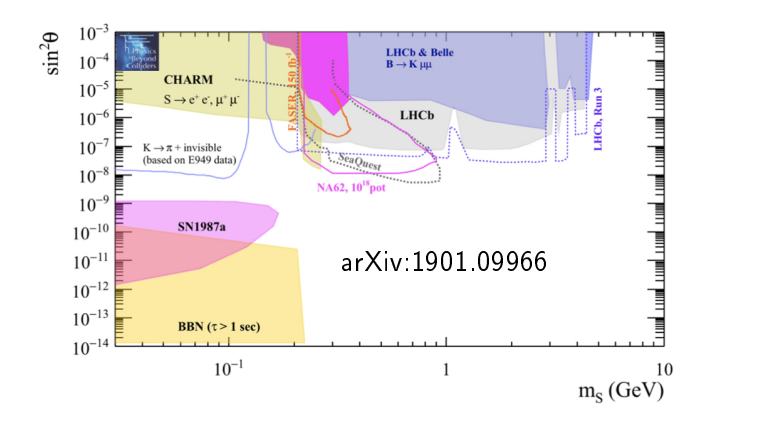 sin²θ
10⁻³
10⁻⁴
10⁻⁵
10⁻⁶
10⁻⁷
10⁻⁸
10⁻⁹
10⁻¹⁰
10⁻¹¹
10⁻¹²
10⁻¹³
10⁻¹⁴
Physics
Beyond
Colliders
CHARM
S → e⁺ e⁻, μ⁺ μ⁻
FASER, 150 fb⁻¹
LHCb & Belle
B → K μμ
LHCb
LHCb, Run 3
K → π + invisible
(based on E949 data)
SeaQuest
NA62, 10¹⁸pot
SN1987a
arXiv:1901.09966
BBN (τ > 1 sec)
10⁻¹
1
10
mS (GeV)